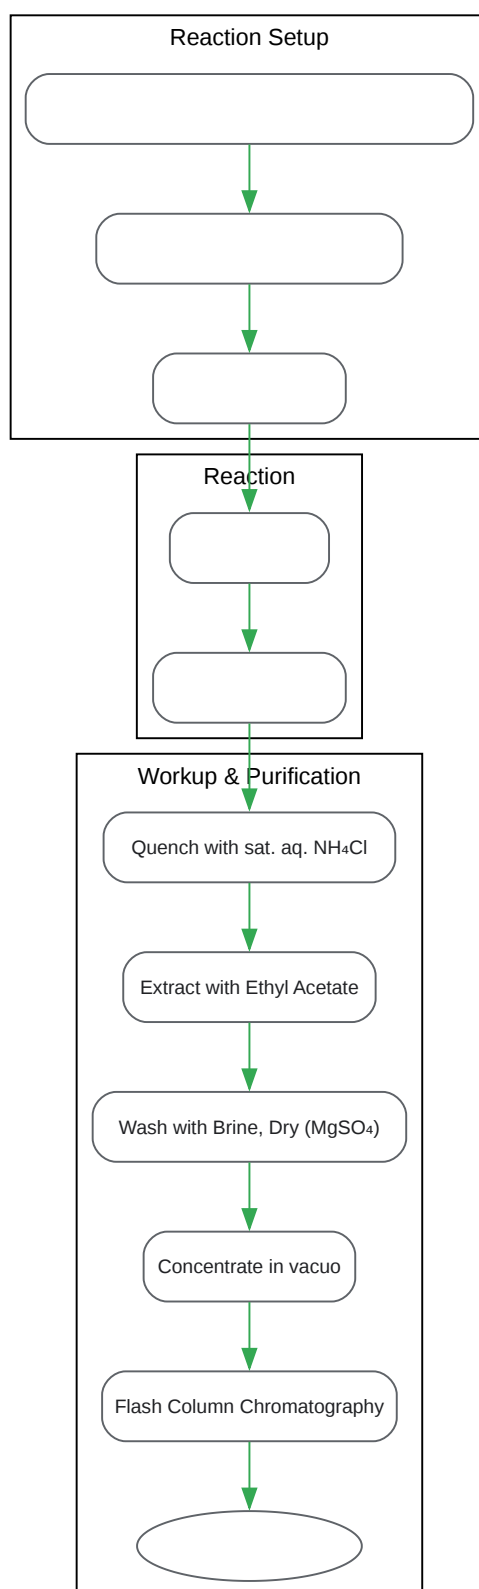 Reaction Setup
Reaction
Workup & Purification
Quench with sat. aq. NH₄Cl
Extract with Ethyl Acetate
Wash with Brine, Dry (MgSO₄)
Concentrate in vacuo
Flash Column Chromatography